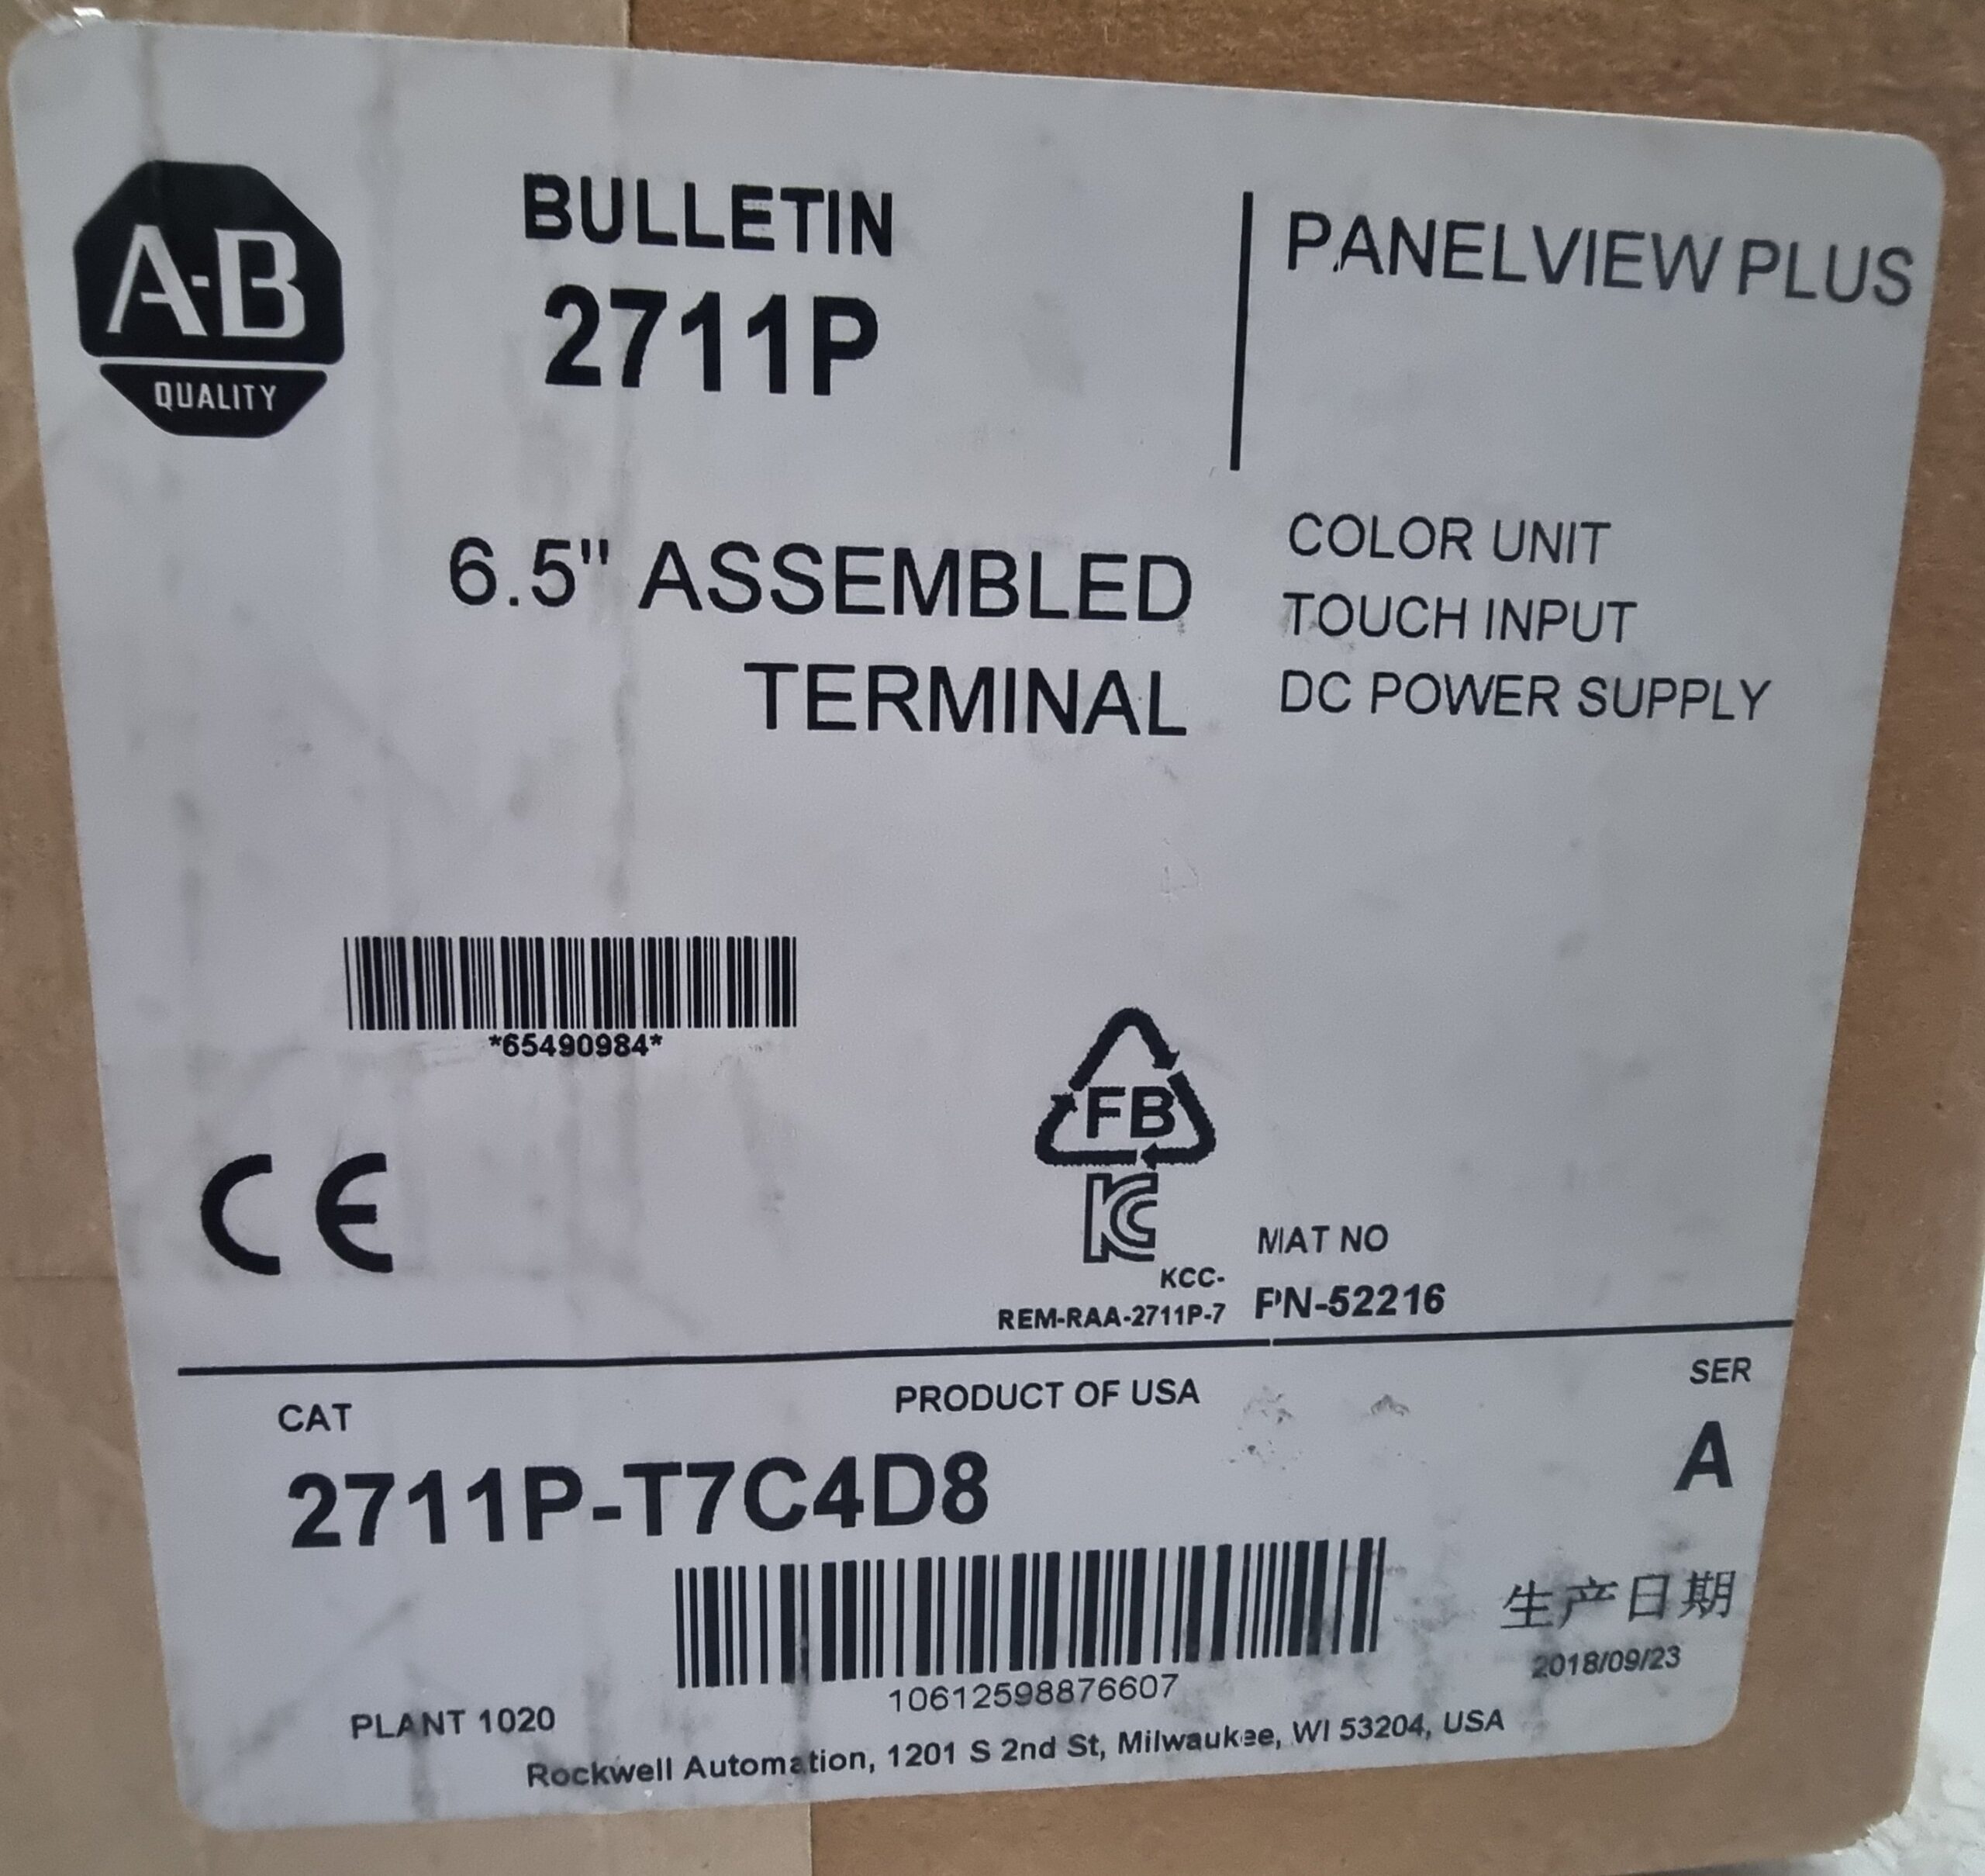 A-B
QUALITY
BULLETIN
2711P
PANELVIEW PLUS
6.5" ASSEMBLED
TERMINAL
COLOR UNIT
TOUCH INPUT
DC POWER SUPPLY
*65490984*
CE
FB
KC
KCC-
REM-RAA-2711P-7
MAT NO
PN-52216
CAT
PRODUCT OF USA
SER
2711P-T7C4D8
A
生产日期
2018/09/23
10612598876607
PLANT 1020
Rockwell Automation, 1201 S 2nd St, Milwaukee, WI 53204, USA